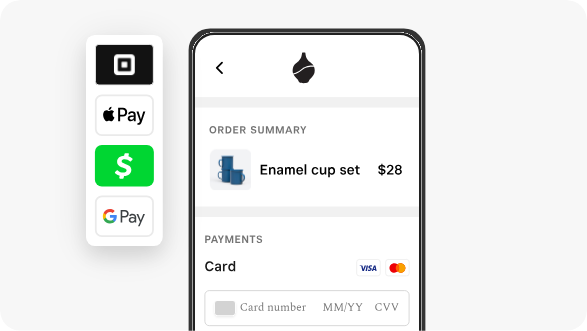 Pay
G Pay
ORDER SUMMARY
Enamel cup set $28
PAYMENTS
Card VISA
Card number MM/YY CVV